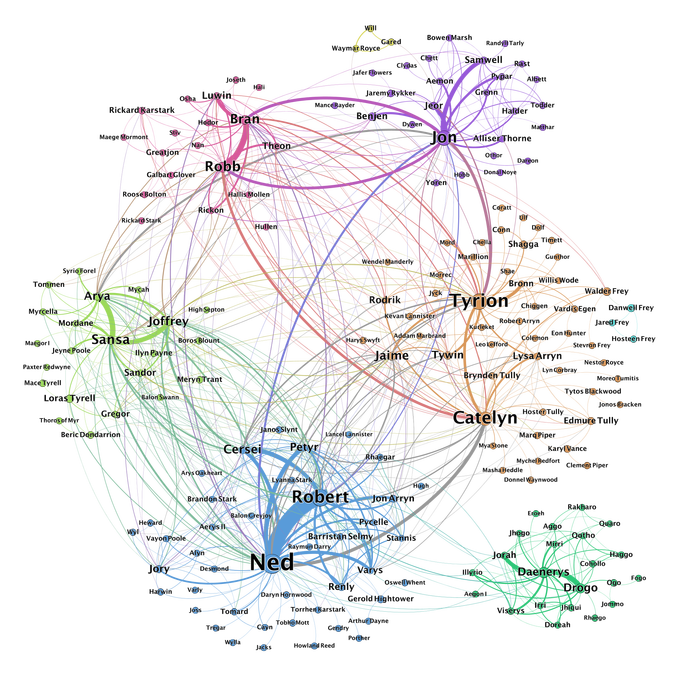 Will
Gared
Waymar Royce
Bowen Marsh
Randyll Tarly
Chett
Samwell
Clydas
Rast
Jafer Flowers
Aemon
Pypar
Albett
Joseth
Hali
Jaremy Rykker
Grenn
Luwin
Osha
Mance Rayder
Jeor
Todder
Halder
Rickard Karstark
Bran
Benjen
Hodor
Dywen
Matthar
Maege Mormont
Jon
Alliser Thorne
Nan
Theon
Greatjon
Othor
Dareon
Robb
Galbart Glover
Hobb
Donal Noye
Yoren
Roose Bolton
Hallis Mollen
Rickon
Coratt
Rickard Stark
Ulf
Hullen
Conn
Dolf
Mord
Chella
Shagga
Timett
Marillion
Gunthor
Wendel Manderly
Syrio Forel
Shae
Morrec
Tommen
Mycah
Bronn
Willis Wode
Arya
Jyck
Walder Frey
Rodrik
Tyrion
Myrcella
High Septon
Chiggen
Vardis Egen
Danwell Frey
Kevan Lannister
Mordane
Joffrey
Robert Arryn
Jared Frey
Kurleket
Sansa
Addam Marbrand
Eon Hunter
Harys Swyft
Boros Blount
Colemon
Hosteen Frey
Leo Lefford
Stevron Frey
Jeyne Poole
Ilyn Payne
Jaime
Tywin
Lysa Arryn
Nestor Royce
Paxter Redwyne
Sandor
Lyn Corbray
Meryn Trant
Brynden Tully
Moreo Tumitis
Mace Tyrell
Tytos Blackwood
Loras Tyrell
Balon Swann
Jonos Bracken
Gregor
Catelyn
Hoster Tully
Thoros of Myr
Edmure Tully
Beric Dondarrion
Janos Slynt
Lancel Lannister
Marq Piper
Mya Stone
Karyl Vance
Cersei
Petyr
Rhaegar
Mychel Redfort
Clement Piper
Masha Heddle
Arys Oakheart
Lyanna Stark
Donnel Waynwood
Hugh
Brandon Stark
Robert
Jon Arryn
Rakharo
Balon Greyjoy
Heward
Aerys II
Pycelle
Aggo
Quaro
Wyl
Barristan Selmy
Jhogo
Qotho
Vayon Poole
Stannis
Mirri
Alyn
Raymun Darry
Jorah
Haggo
Ned
Cohollo
Jory
Desmond
Varys
Illyrio
Daenerys
Fogo
Oswell Whent
Ogo
Harwin
Varly
Renly
Drogo
Daryn Hornwood
Aegon I
Gerold Hightower
Irri
Jommo
Joss
Tomard
Torrhen Karstark
Viserys
Jhiqui
Rhaego
Tregar
Cayn
Tobho Mott
Arthur Dayne
Doreah
Gendry
Wylla
Porther
Jacks
Howland Reed